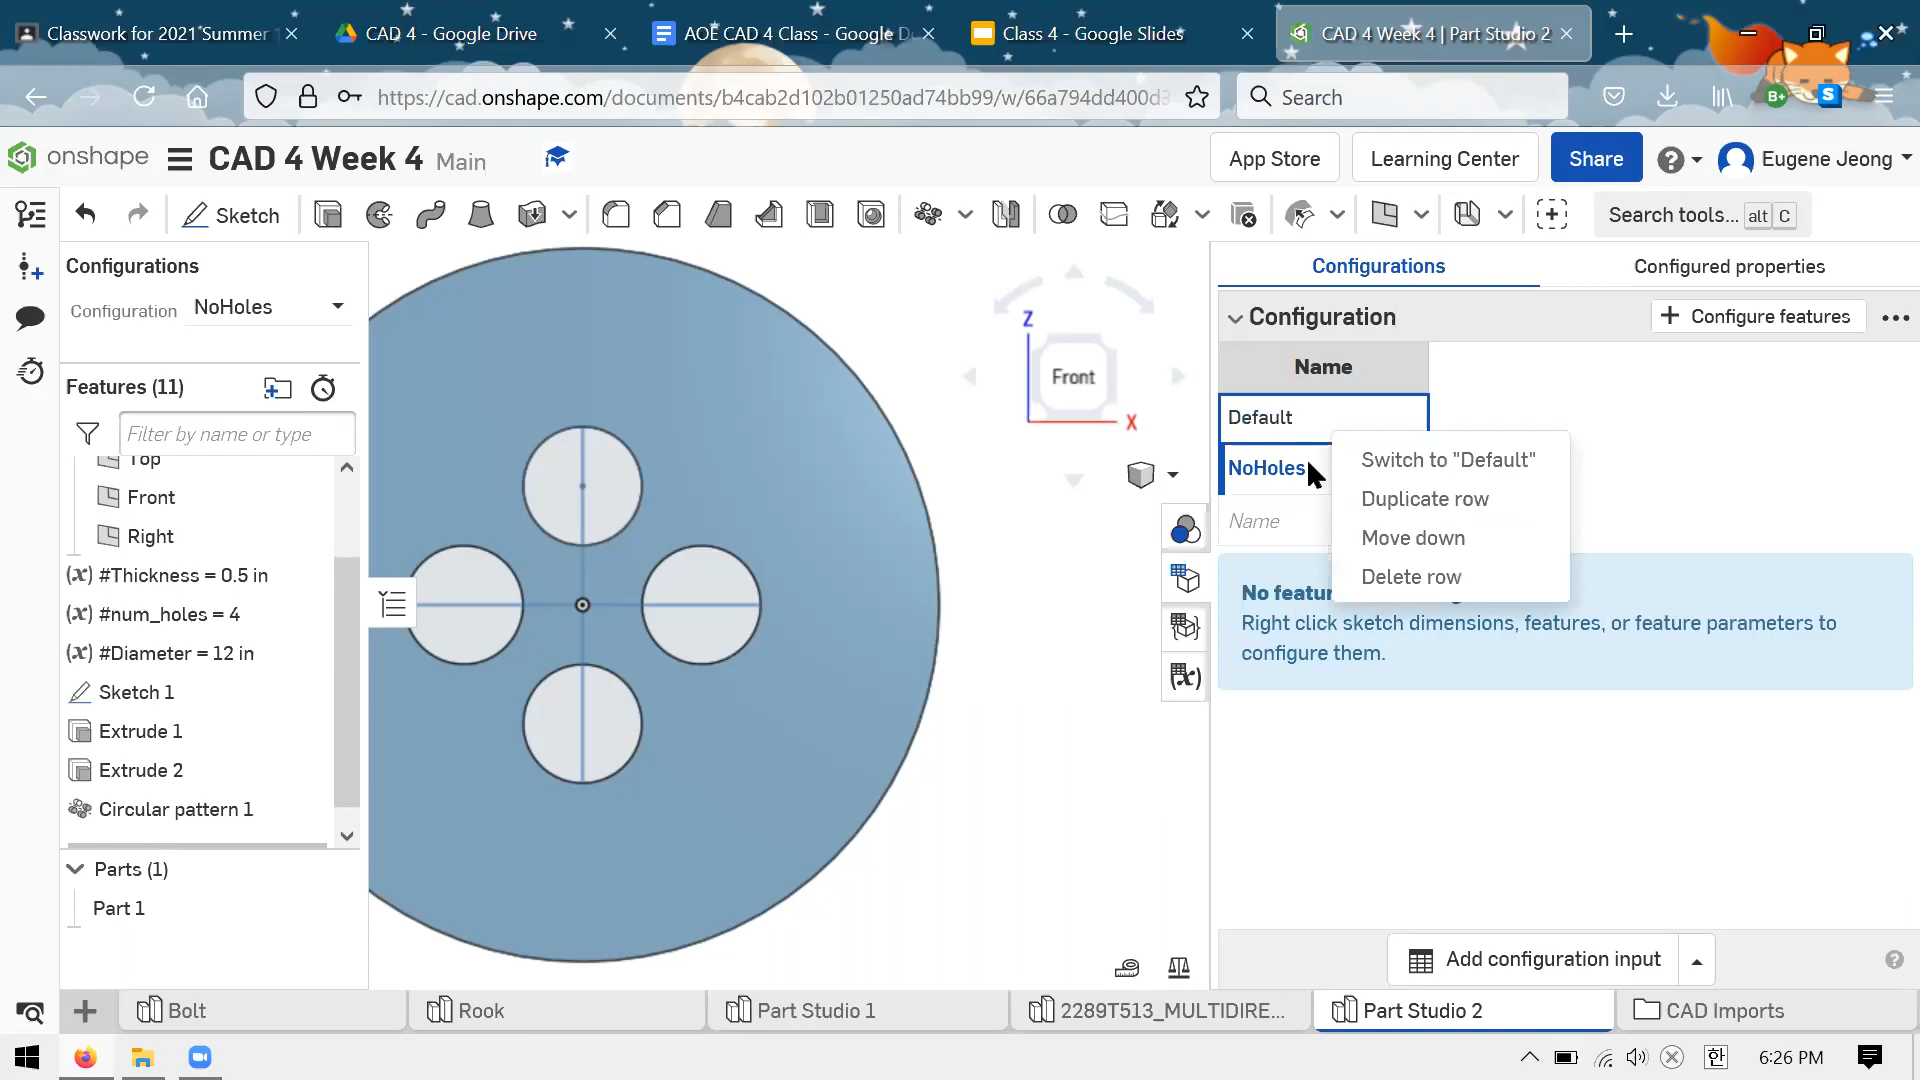 Classwork for 2021 Summer
CAD 4 - Google Drive
AOE CAD 4 Class - Google D
Class 4 - Google Slides
CAD 4 Week 4 | Part Studio 2
https://cad.onshape.com/documents/b4cab2d102b01250ad74bb99/w/66a794dd400d3
Search
B+
S
onshape
CAD 4 Week 4 Main
App Store
Learning Center
Share
Eugene Jeong
Sketch
Search tools... alt C
Configurations
Configuration NoHoles
Features (11)
Filter by name or type
Top
Front
Right
(x) #Thickness = 0.5 in
(x) #num_holes = 4
(x) #Diameter = 12 in
Sketch 1
Extrude 1
Extrude 2
Circular pattern 1
Parts (1)
Part 1
Z
Front
X
Configurations
Configured properties
Configuration
+ Configure features
Name
Default
NoHoles
Name
Switch to "Default"
Duplicate row
Move down
Delete row
No featur
Right click sketch dimensions, features, or feature parameters to
configure them.
Add configuration input
Bolt
Rook
Part Studio 1
2289T513_MULTIDIRE...
Part Studio 2
CAD Imports
한
6:26 PM